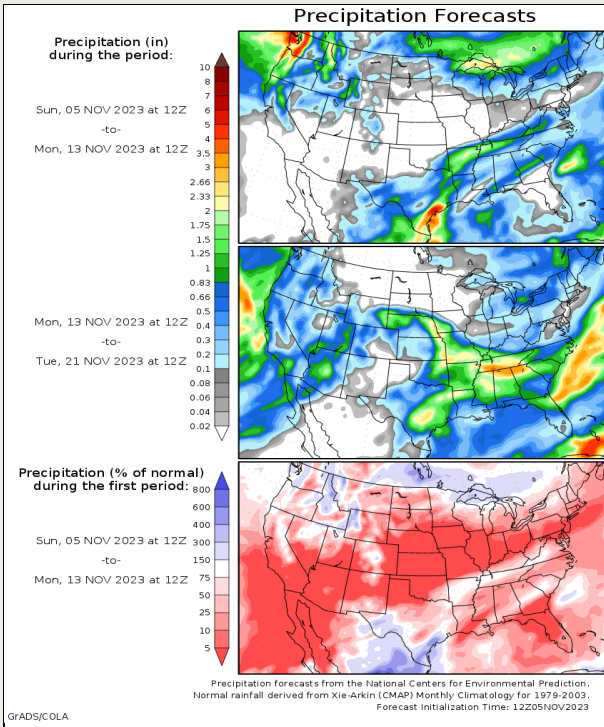 Precipitation Forecasts
Precipitation (in)
during the period:
Sun, 05 NOV 2023 at 12Z
-to-
Mon, 13 NOV 2023 at 12Z
10
8
7
6
5
4
3.5
3
2.66
2.33
2
1.75
1.5
1.25
1
0.83
0.66
0.5
0.4
0.3
0.2
0.1
0.08
0.06
0.04
0.02
Mon, 13 NOV 2023 at 12Z
-to-
Tue, 21 NOV 2023 at 12Z
Precipitation (% of normal)
during the first period:
Sun, 05 NOV 2023 at 12Z
-to-
Mon, 13 NOV 2023 at 12Z
800
600
400
300
150
75
50
25
10
5
Precipitation forecasts from the National Centers for Environmental Prediction.
Normal rainfall derived from Xie-Arkin (CMAP) Monthly Climatology for 1979-2003.
Forecast Initialization Time: 12Z05NOV2023
GrADS/COLA